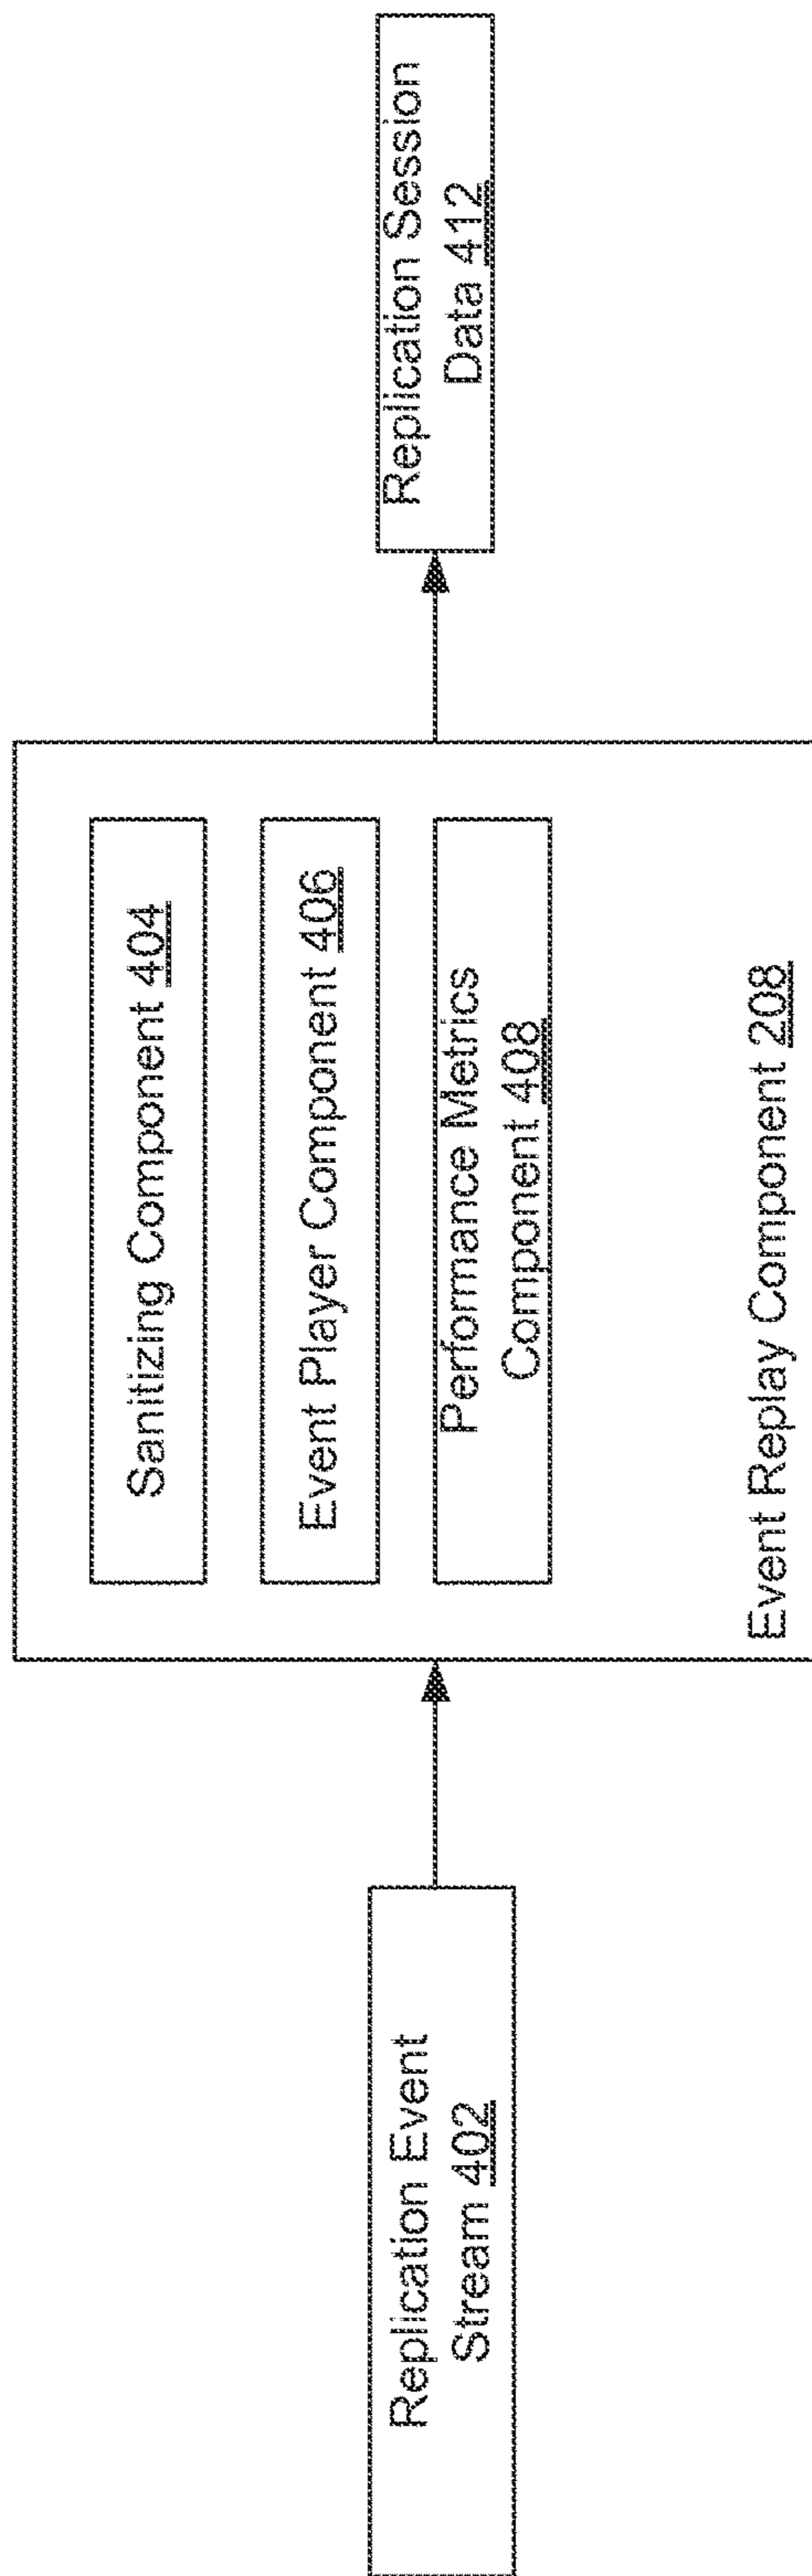 Replication Event
Stream 402
Sanitizing Component 404
Event Player Component 406
Performance Metrics
Component 408
Event Replay Component 208
Replication Session
Data 412